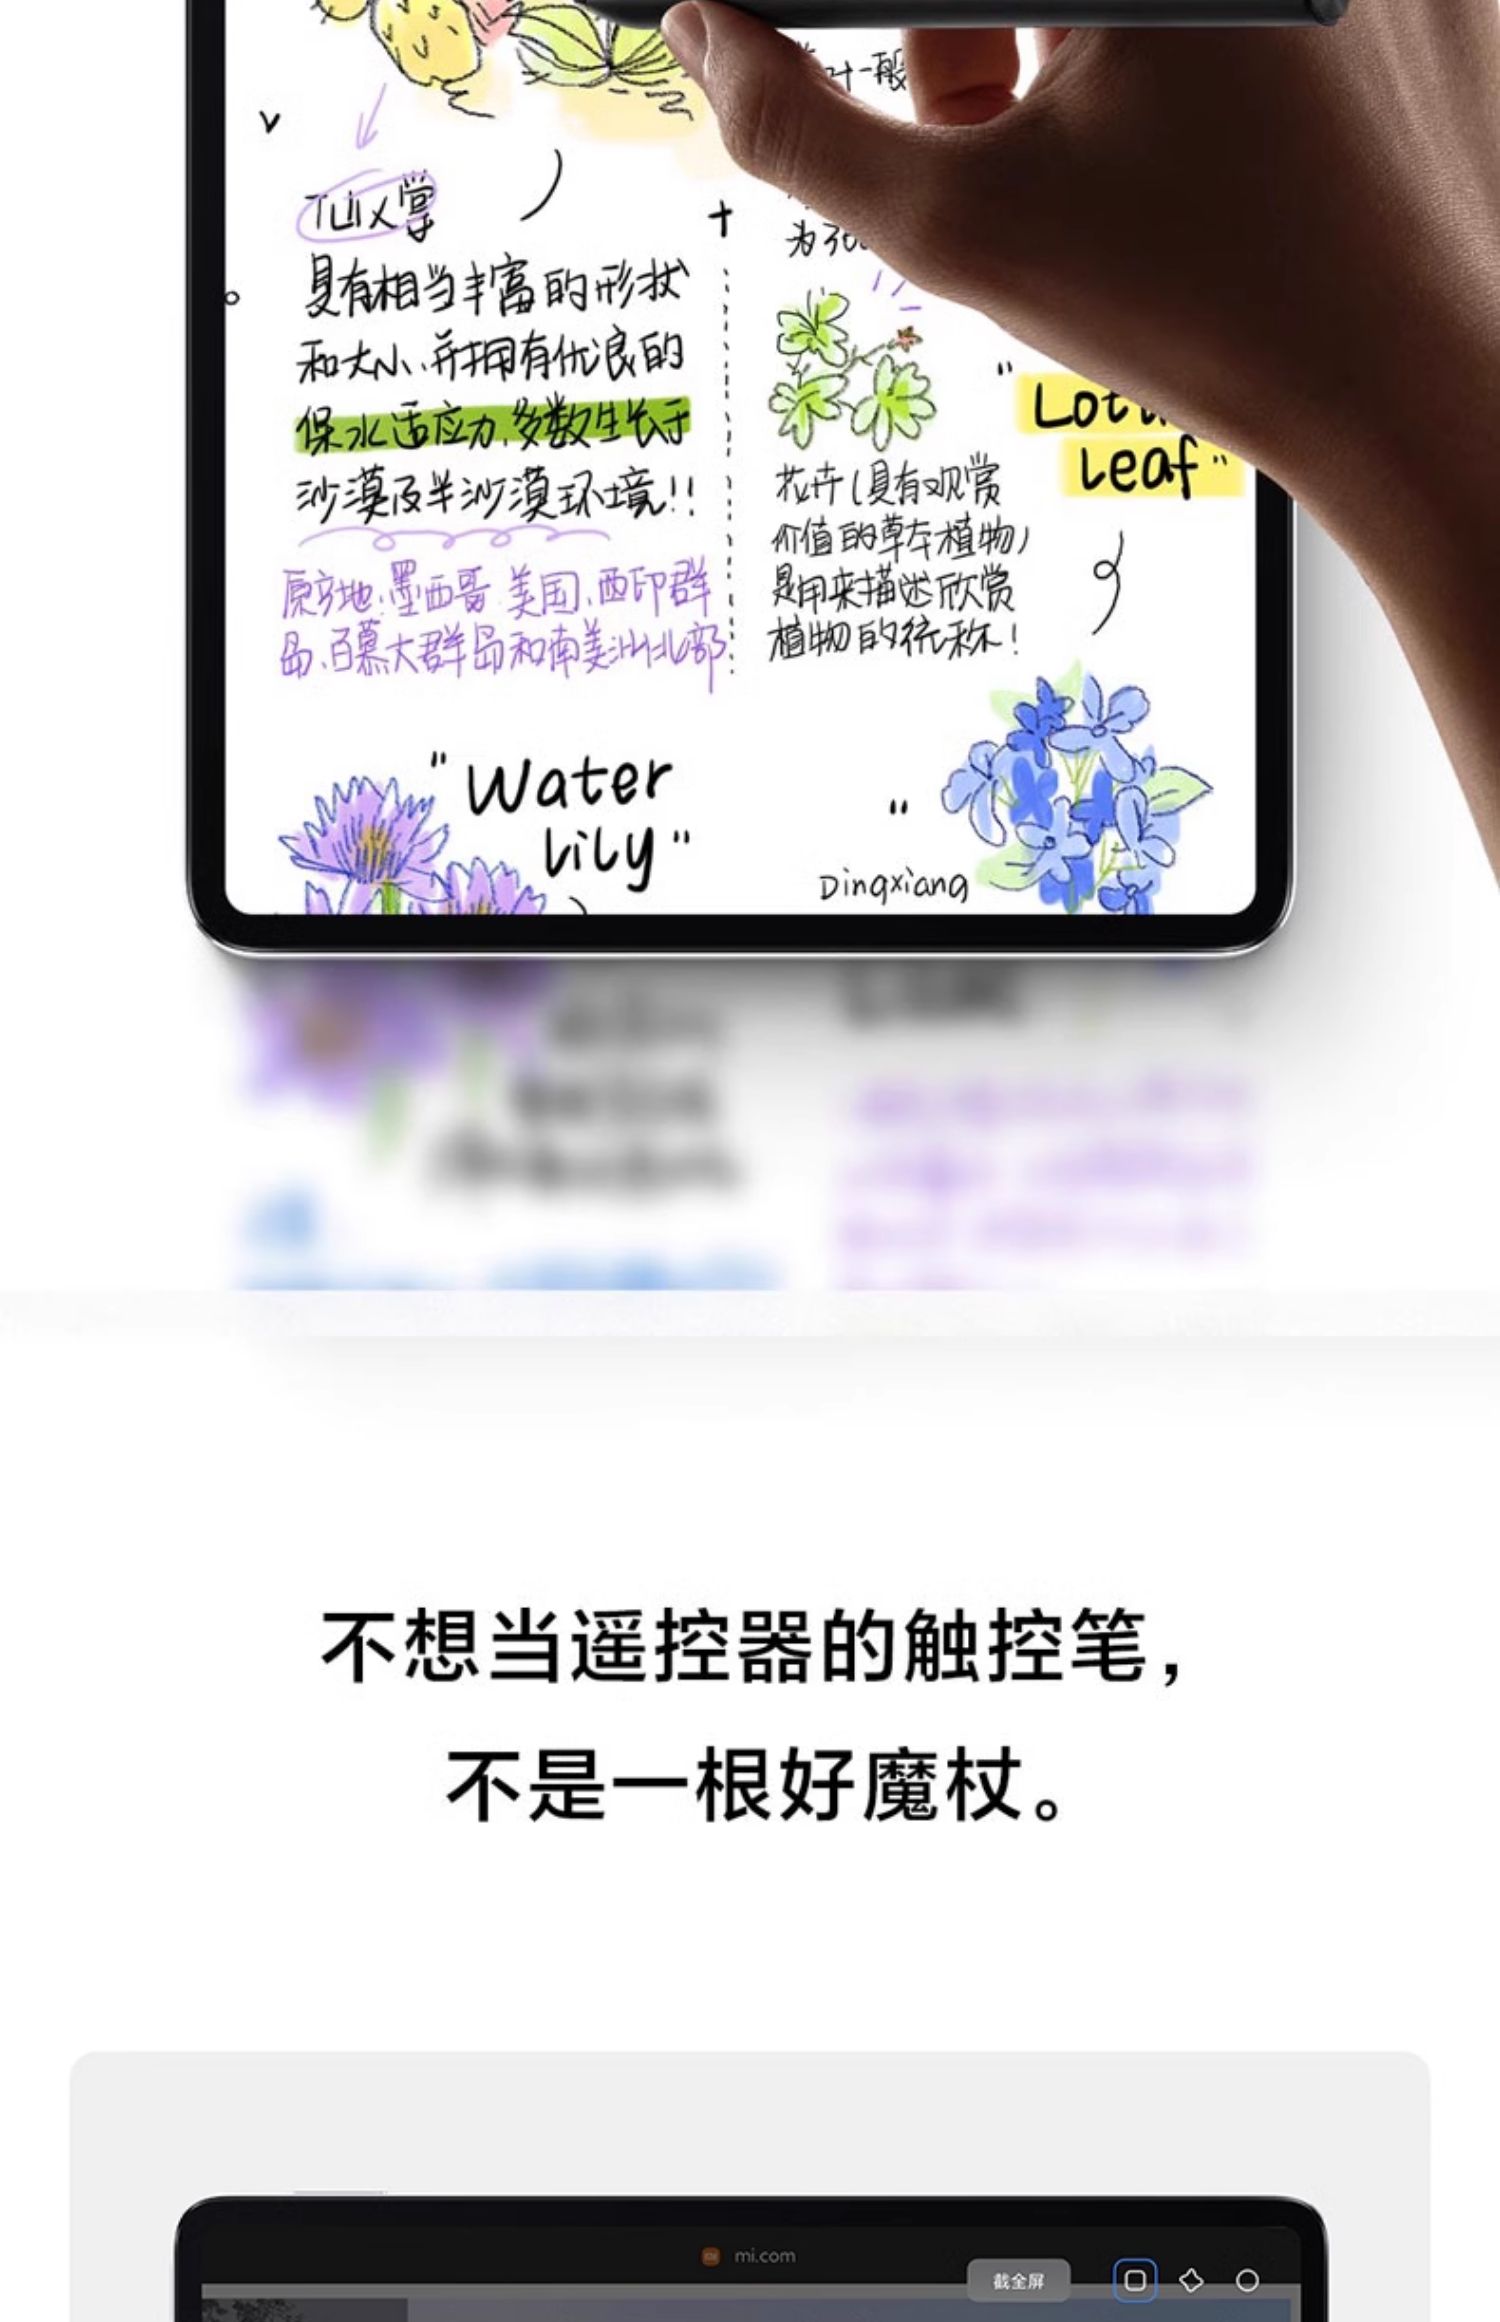 叶一般
为300
仙人掌
具有相当丰富的形状
和大小、并拥有优良的
保水适应力,多数生长于
沙漠及半沙漠环境!!
原产地:墨西哥、美国、西印群
岛、百慕大群岛和南美洲北部
"
Leaf"
花卉(具有观赏
价值的草本植物)
是用来描述欣赏
植物的统称!
"Water
Lily"
"
Dingxiang
不想当遥控器的触控笔，
不是一根好魔杖。
mi.com
截全屏